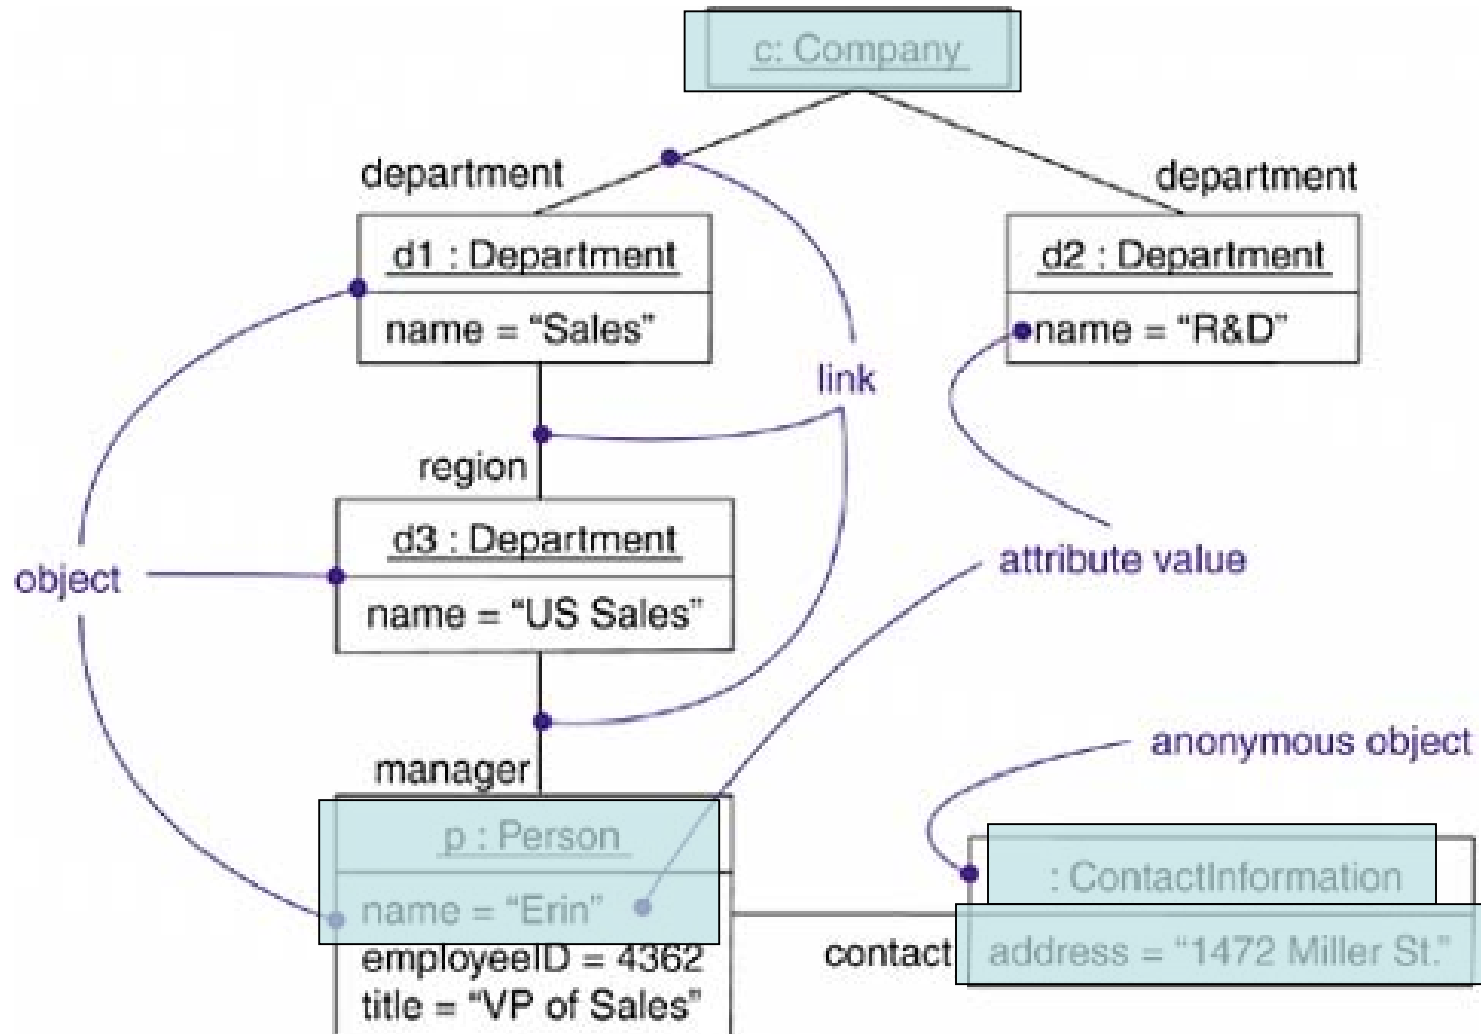 c: Company
department
department
d1 : Department
d2 : Department
name = “Sales”
name = “R&D”
link
region
d3 : Department
object
attribute value
name = “US Sales”
anonymous object
manager
p : Person
: ContactInformation
name = “Erin”
contact
address = “1472 Miller St.”
employeeID = 4362
title = “VP of Sales”